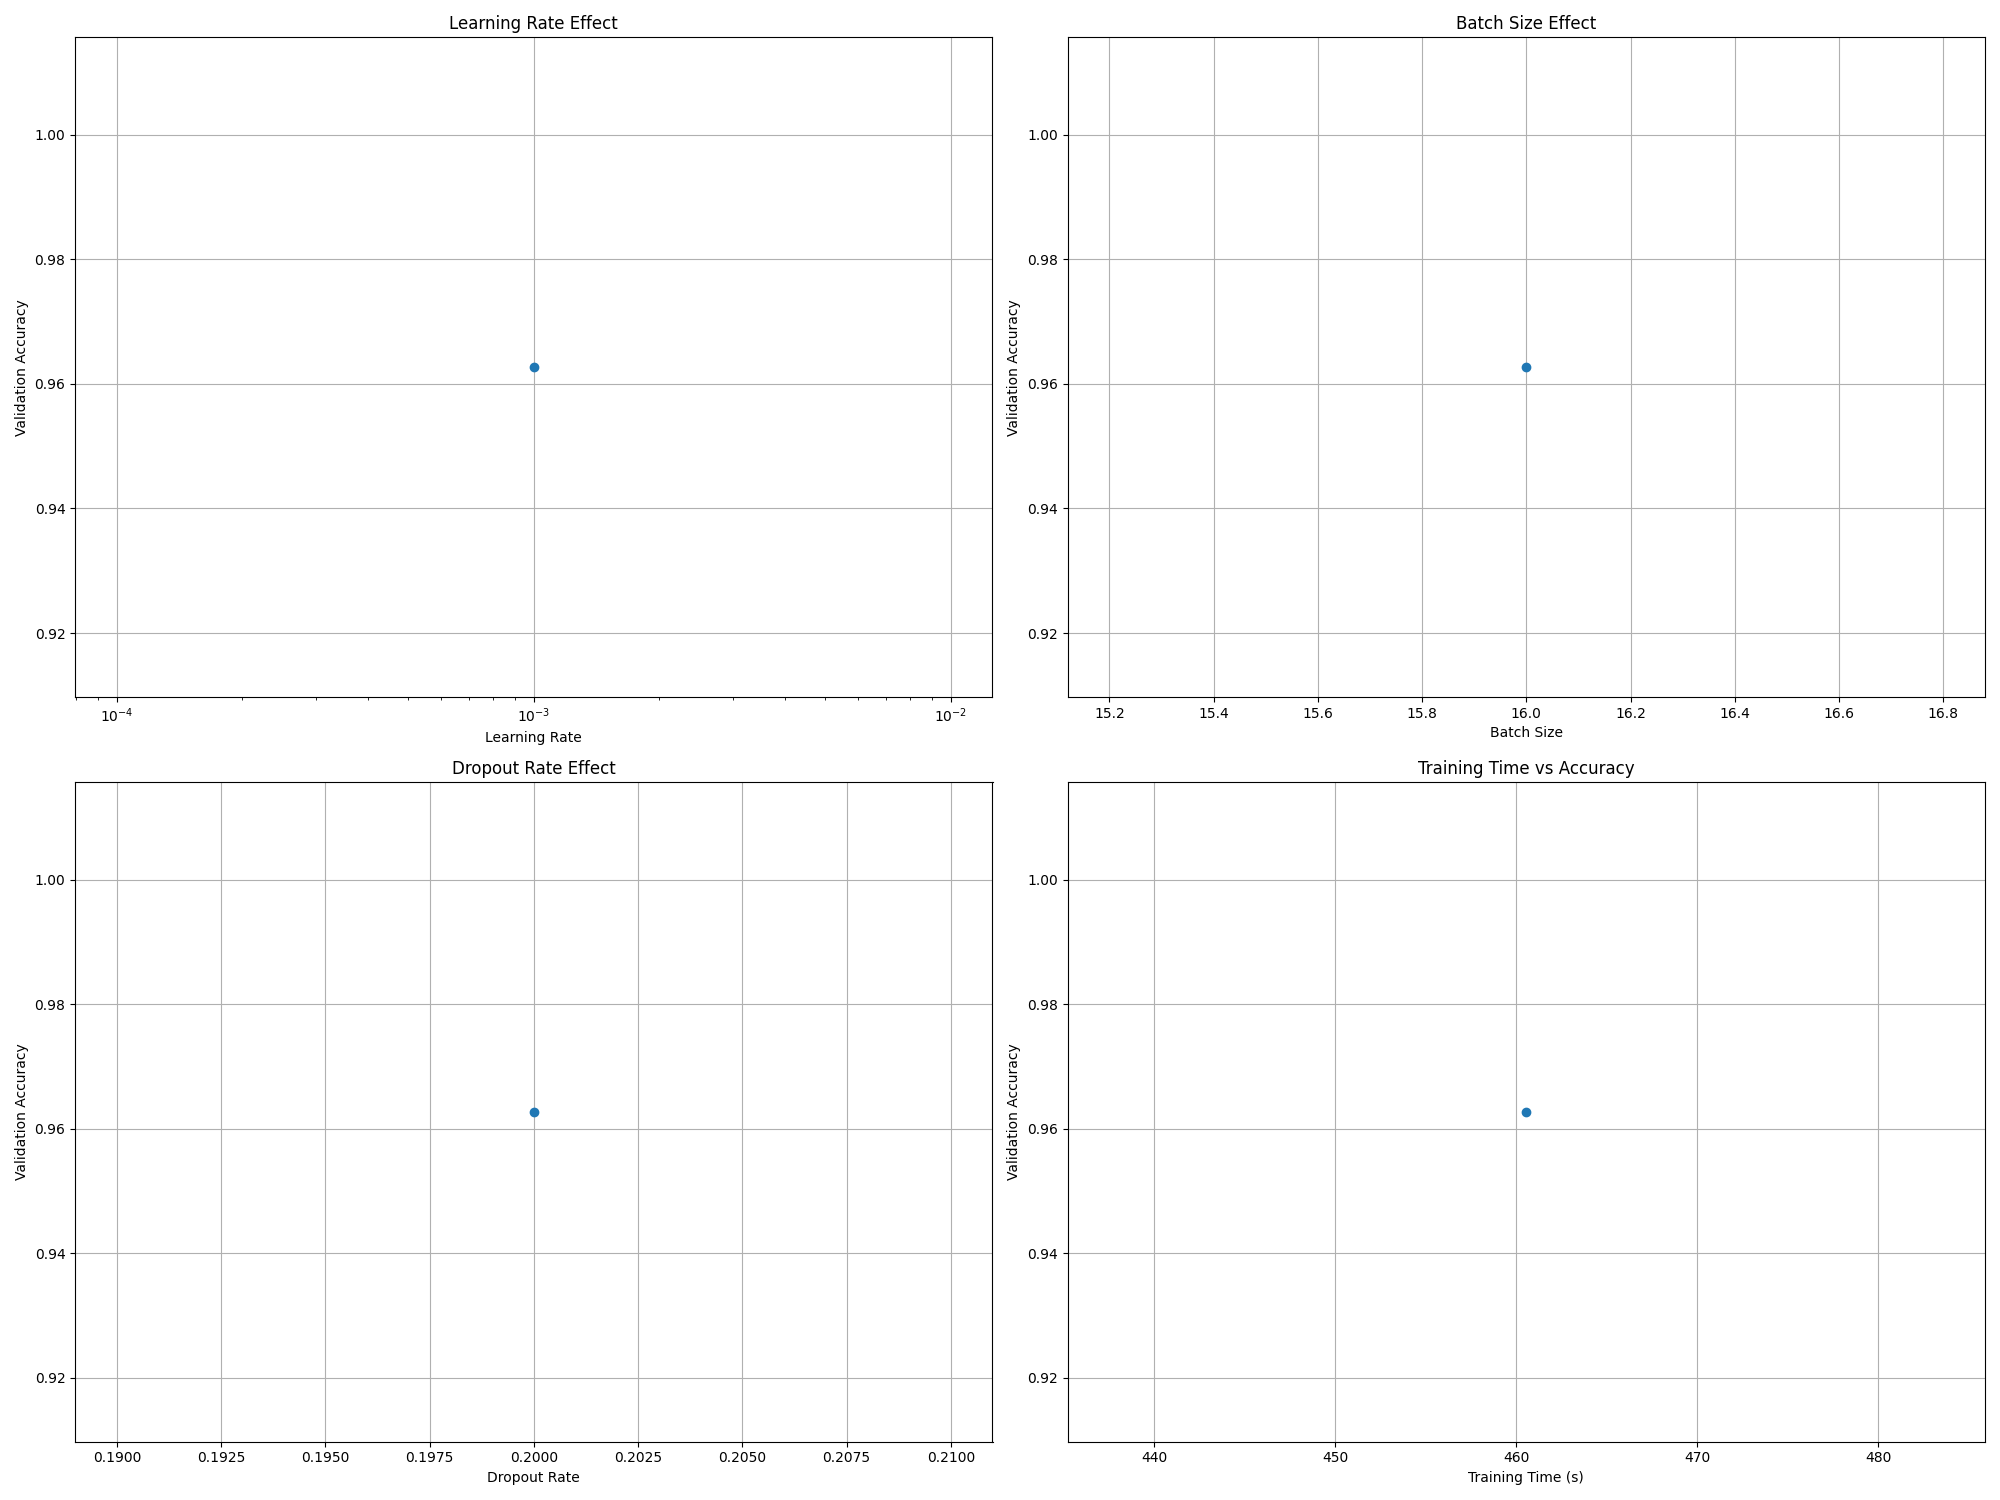 Learning Rate Effect
Validation Accuracy
1.00
0.98
0.96
0.94
0.92
10⁻⁴ 10⁻³ 10⁻²
Learning Rate
Batch Size Effect
Validation Accuracy
1.00
0.98
0.96
0.94
0.92
15.2 15.4 15.6 15.8 16.0 16.2 16.4 16.6 16.8
Batch Size
Dropout Rate Effect
Validation Accuracy
1.00
0.98
0.96
0.94
0.92
0.1900 0.1925 0.1950 0.1975 0.2000 0.2025 0.2050 0.2075 0.2100
Dropout Rate
Training Time vs Accuracy
Validation Accuracy
1.00
0.98
0.96
0.94
0.92
440 450 460 470 480
Training Time (s)